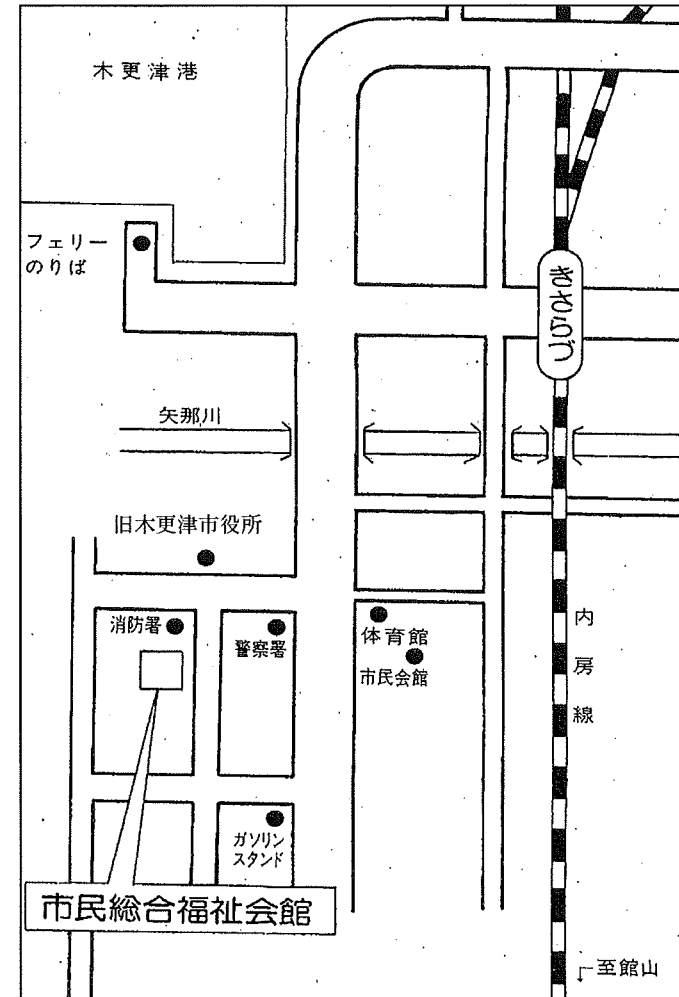 木更津港
フェリー
のりば
きさらづ
矢那川
旧木更津市役所
消防署
警察署
体育館
市民会館
内房線
ガソリン
スタンド
市民総合福祉会館
至館山